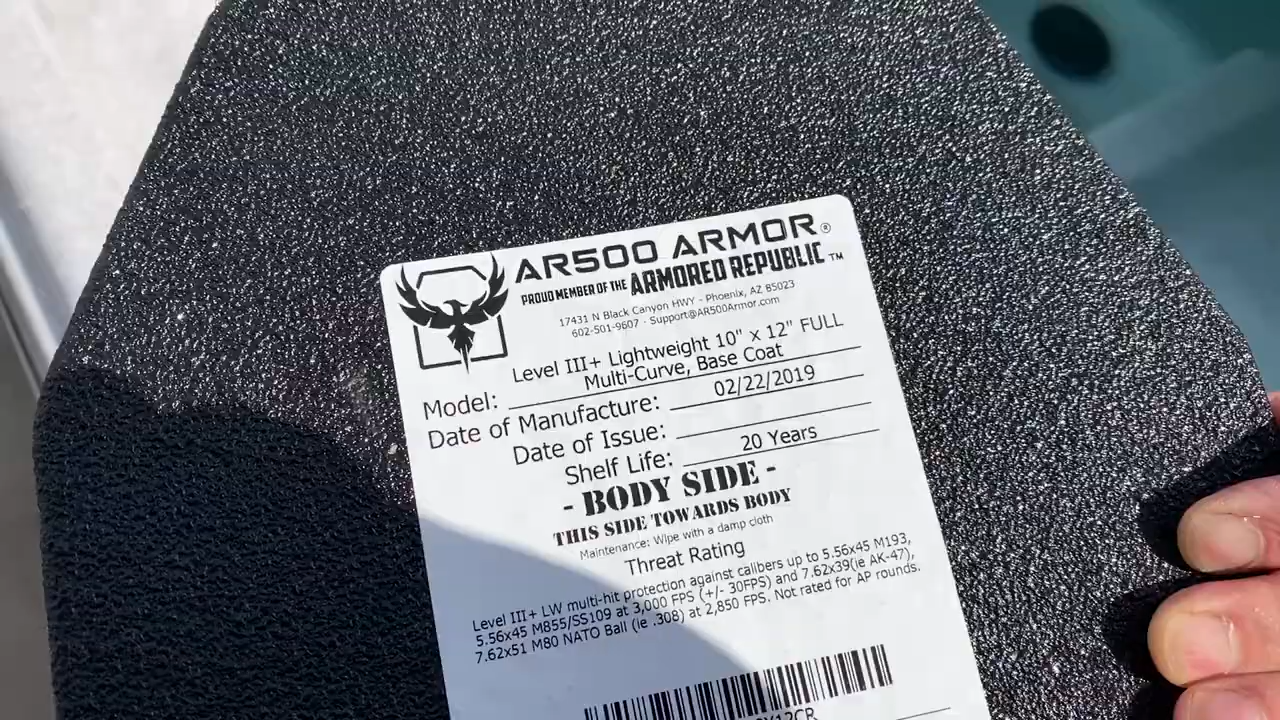 AR500 ARMOR®
PROUD MEMBER OF THE ARMORED REPUBLIC™
17431 N Black Canyon HWY - Phoenix, AZ 85023
602-501-9607 · Support@AR500Armor.com
Level III+ Lightweight 10" x 12" FULL
Model: Multi-Curve, Base Coat
Date of Manufacture: 02/22/2019
Date of Issue:
Shelf Life: 20 Years
- BODY SIDE -
THIS SIDE TOWARDS BODY
Maintenance: Wipe with a damp cloth
Threat Rating
Level III+ LW multi-hit protection against calibers up to 5.56x45 M193,
5.56x45 M855/SS109 at 3,000 FPS (+/- 30FPS) and 7.62x39(ie AK-47),
7.62x51 M80 NATO Ball (ie .308) at 2,850 FPS. Not rated for AP rounds.